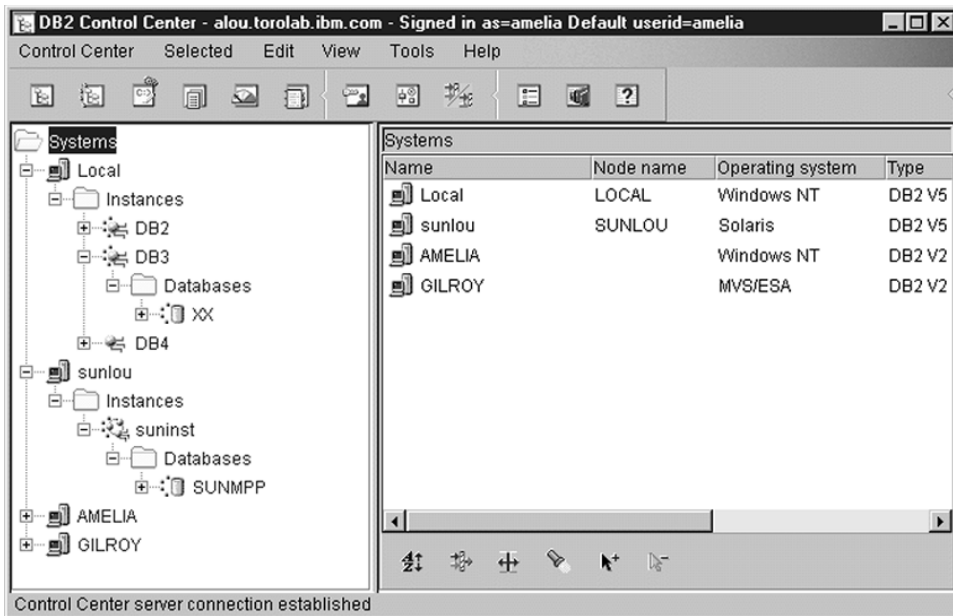 DB2 Control Center - alou.torolab.ibm.com - Signed in as=amelia Default userid=amelia
Control Center Selected Edit View Tools Help
Systems
Local
Instances
DB2
DB3
Databases
XX
DB4
sunlou
Instances
suninst
Databases
SUNMPP
AMELIA
GILROY
Systems
Name Node name Operating system Type
Local LOCAL Windows NT DB2 V5
sunlou SUNLOU Solaris DB2 V5
AMELIA Windows NT DB2 V2
GILROY MVS/ESA DB2 V2
Control Center server connection established